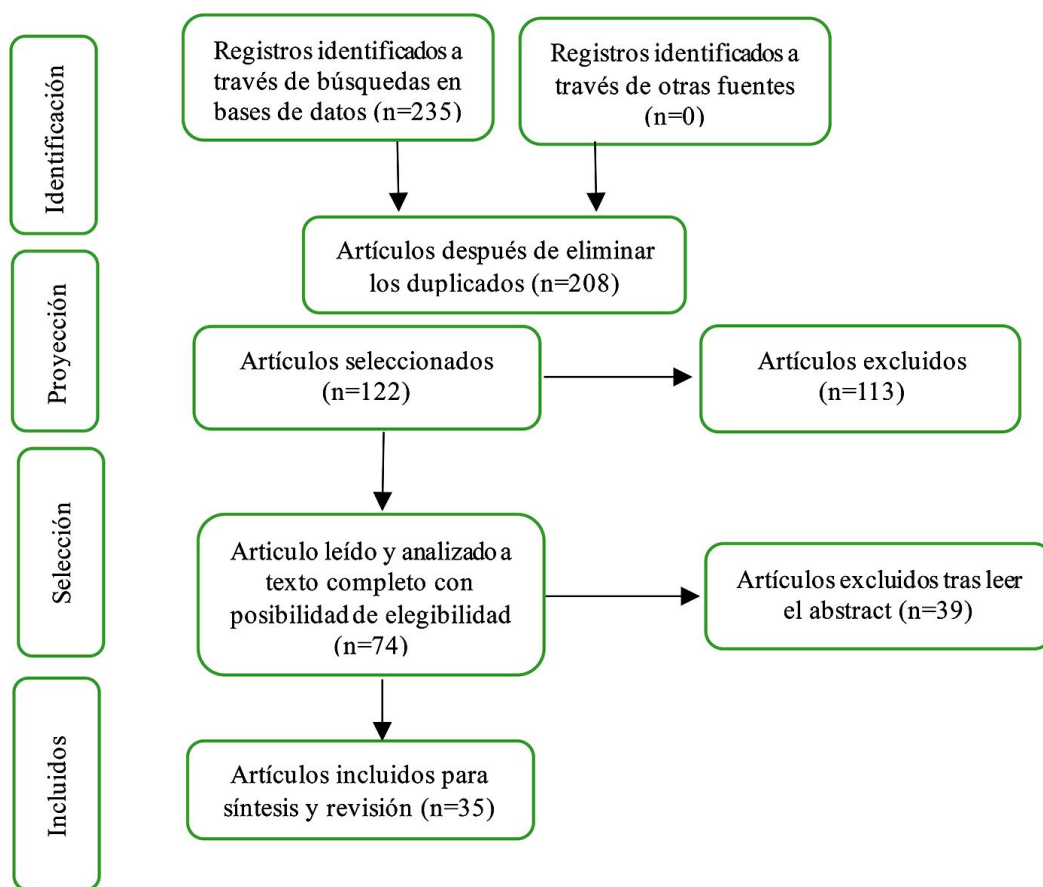 Identificación
Registros identificados a
través de búsquedas en
bases de datos (n=235)
Registros identificados a
través de otras fuentes
(n=0)
Artículos después de eliminar
los duplicados (n=208)
Proyección
Artículos seleccionados
(n=122)
Artículos excluidos
(n=113)
Selección
Articulo leído y analizado a
texto completo con
posibilidad de elegibilidad
(n=74)
Artículos excluidos tras leer
el abstract (n=39)
Incluidos
Artículos incluidos para
síntesis y revisión (n=35)